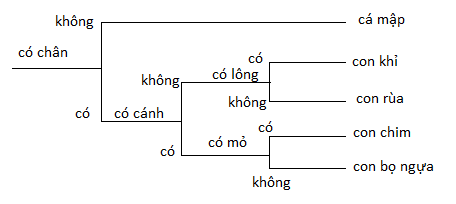 không
cá mập
có chân
có
con khỉ
không
có lông
không
con rùa
có
có cánh
có
con chim
có mỏ
có
con bọ ngựa
không